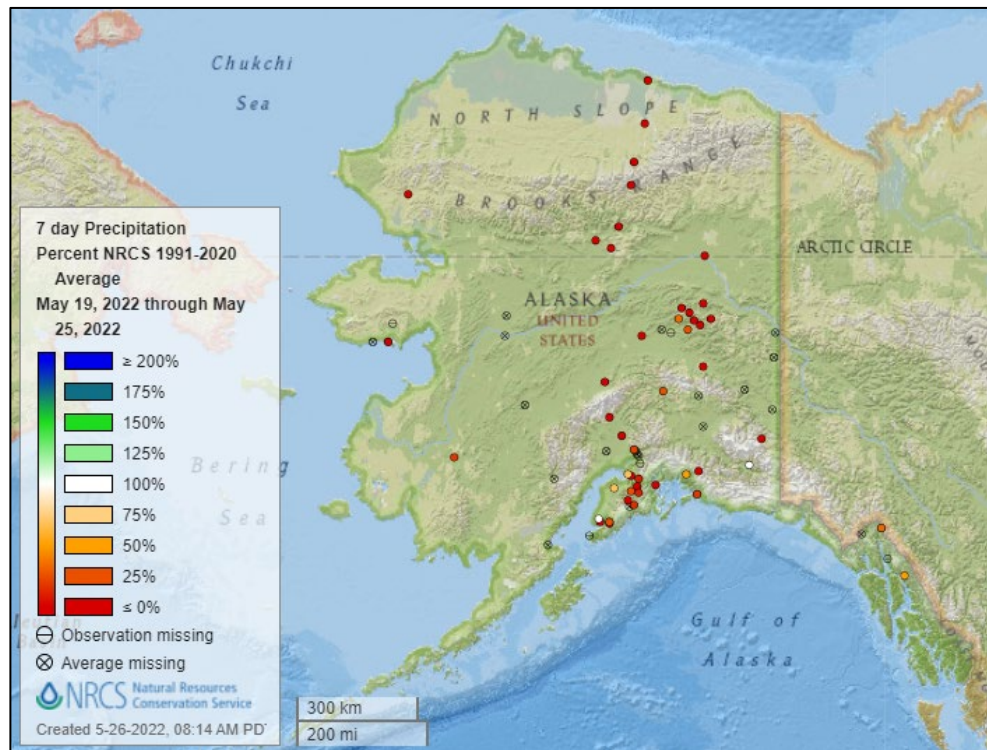 Chukchi
Sea
NORTH SLOPE
BROOKS RANGE
ARCTIC CIRCLE
ALASKA
UNITED
STATES
Bering
Sea
Gulf of
Alaska
7 day Precipitation
Percent NRCS 1991-2020
Average
May 19, 2022 through May
25, 2022
≥ 200%
175%
150%
125%
100%
75%
50%
25%
≤ 0%
Observation missing
Average missing
NRCS Natural Resources
Conservation Service
Created 5-26-2022, 08:14 AM PD
300 km
200 mi